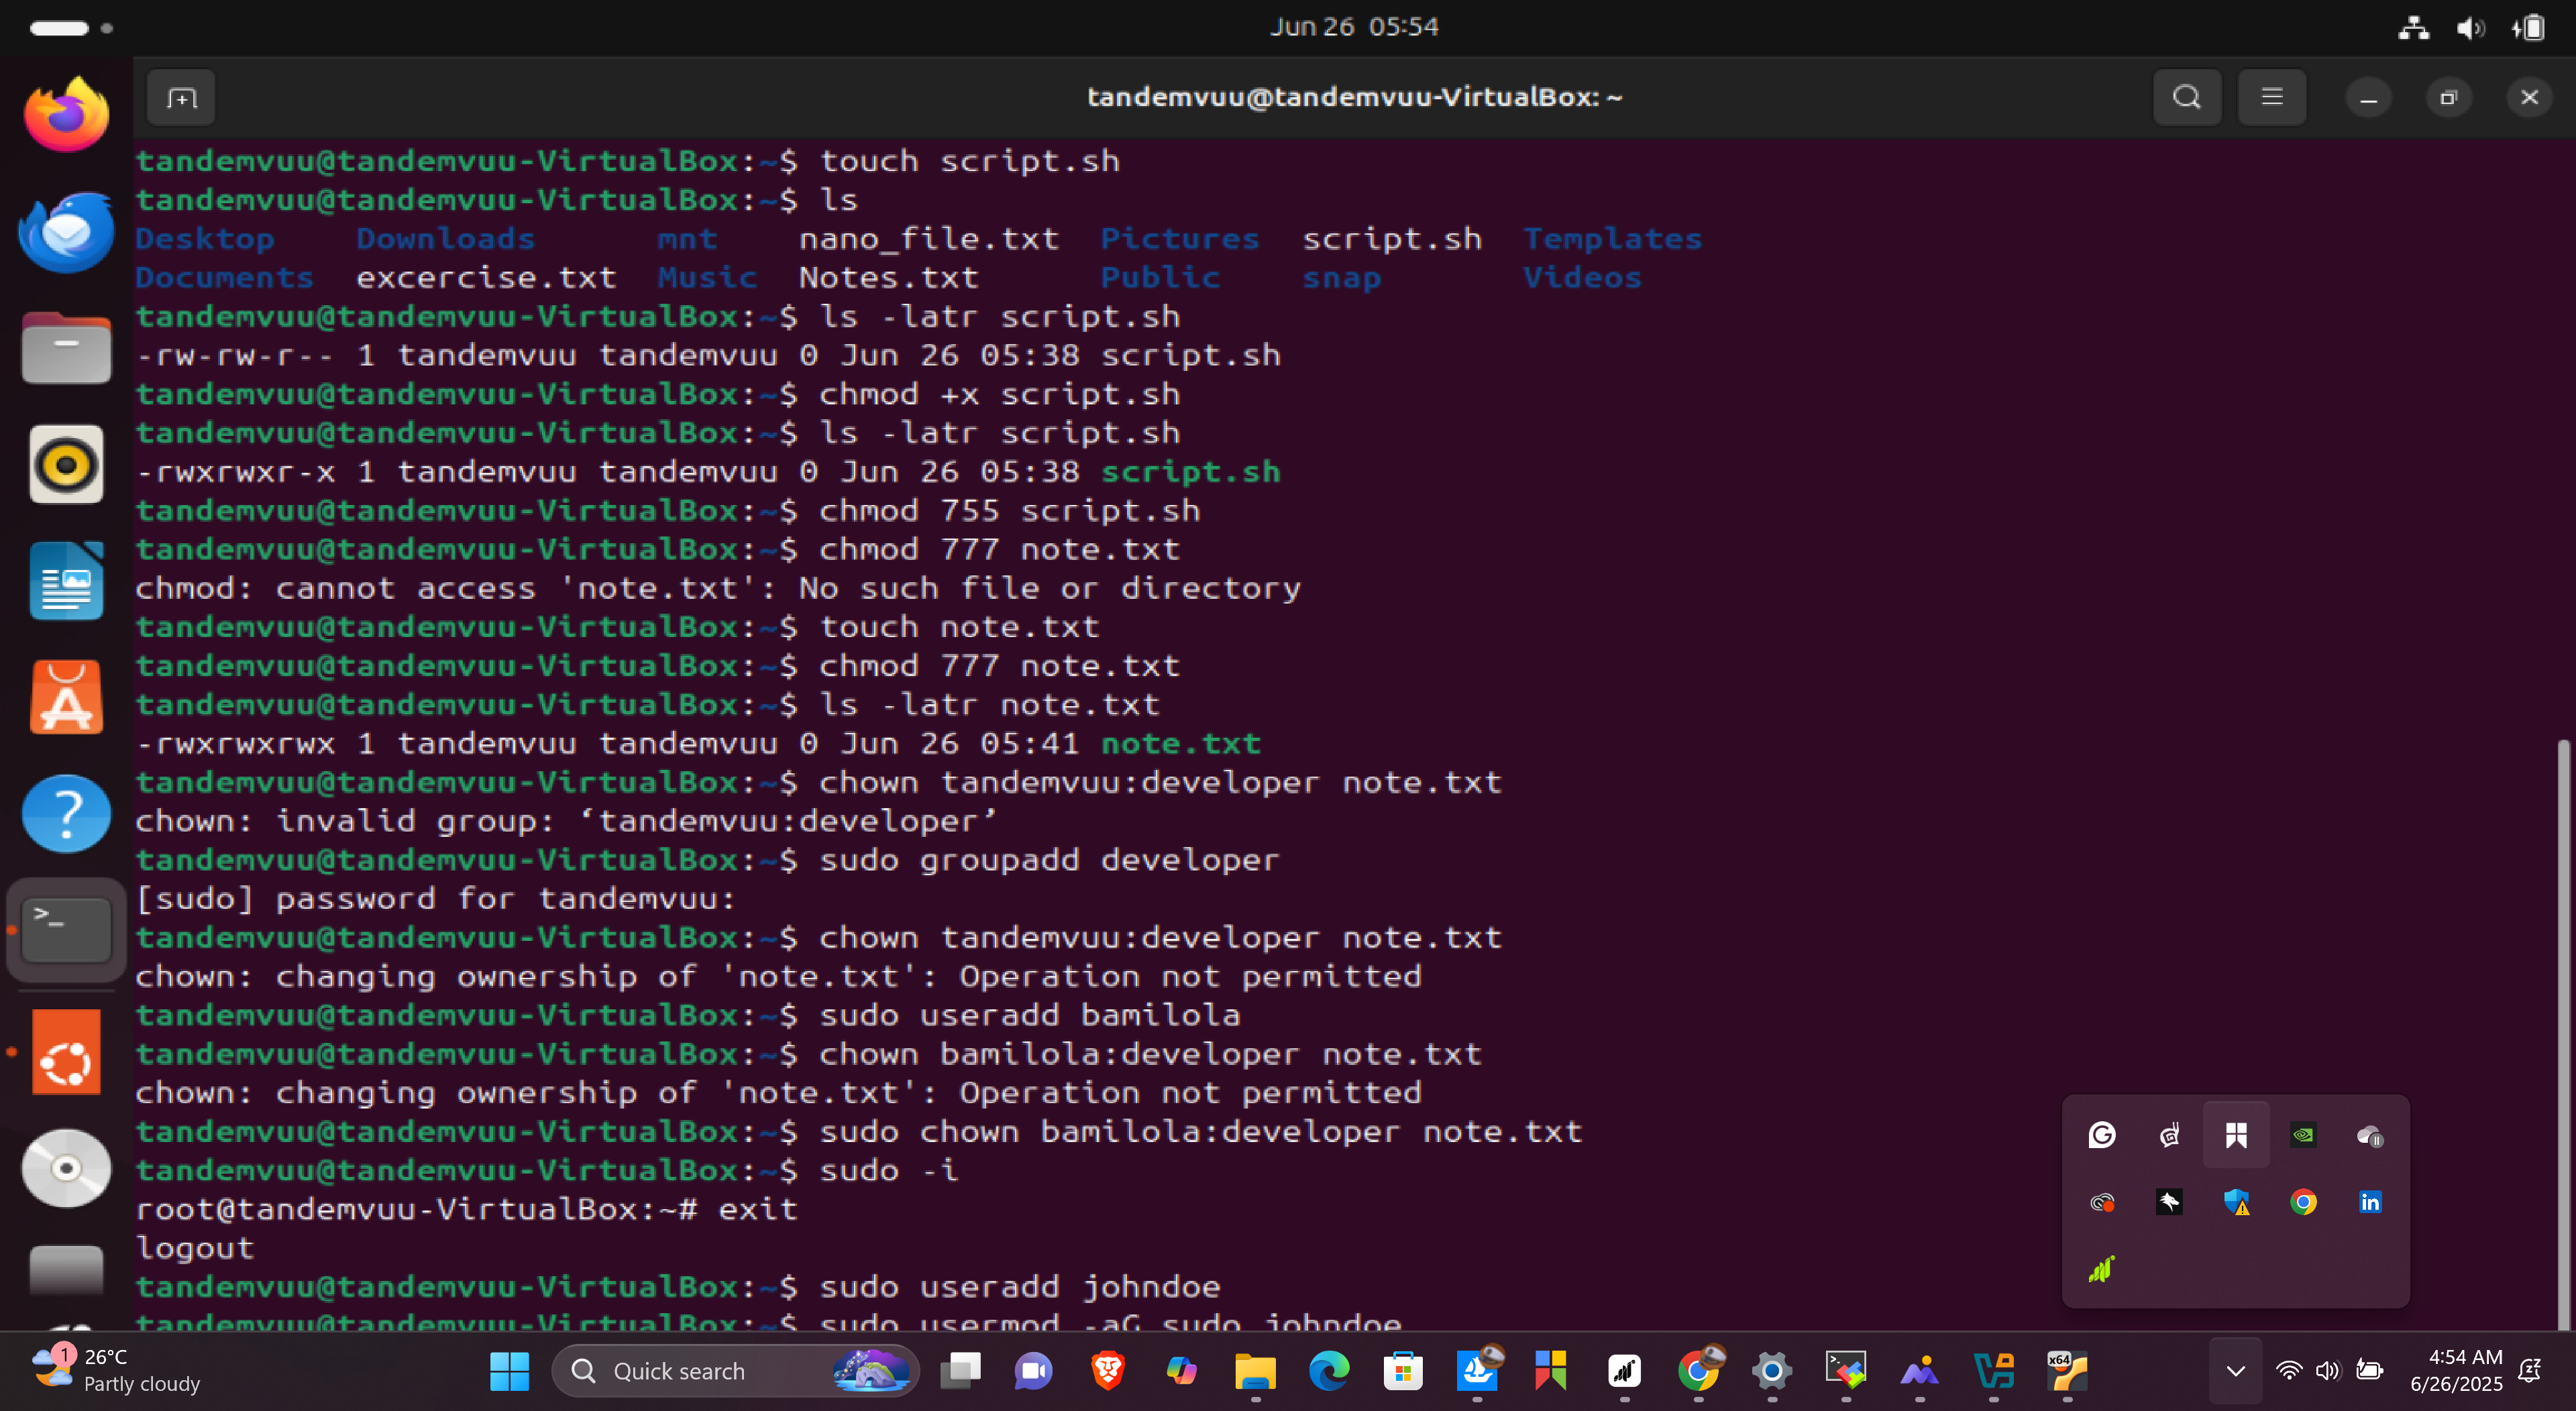 Jun 26 05:54
tandemvuu@tandemvuu-VirtualBox: ~
tandemvuu@tandemvuu-VirtualBox:~$ touch script.sh
tandemvuu@tandemvuu-VirtualBox:~$ ls
Desktop Downloads mnt nano_file.txt Pictures script.sh Templates
Documents excercise.txt Music Notes.txt Public snap Videos
tandemvuu@tandemvuu-VirtualBox:~$ ls -latr script.sh
-rw-rw-r-- 1 tandemvuu tandemvuu 0 Jun 26 05:38 script.sh
tandemvuu@tandemvuu-VirtualBox:~$ chmod +x script.sh
tandemvuu@tandemvuu-VirtualBox:~$ ls -latr script.sh
-rwxrwxr-x 1 tandemvuu tandemvuu 0 Jun 26 05:38 script.sh
tandemvuu@tandemvuu-VirtualBox:~$ chmod 755 script.sh
tandemvuu@tandemvuu-VirtualBox:~$ chmod 777 note.txt
chmod: cannot access 'note.txt': No such file or directory
tandemvuu@tandemvuu-VirtualBox:~$ touch note.txt
tandemvuu@tandemvuu-VirtualBox:~$ chmod 777 note.txt
tandemvuu@tandemvuu-VirtualBox:~$ ls -latr note.txt
-rwxrwxrwx 1 tandemvuu tandemvuu 0 Jun 26 05:41 note.txt
tandemvuu@tandemvuu-VirtualBox:~$ chown tandemvuu:developer note.txt
chown: invalid group: ‘tandemvuu:developer’
tandemvuu@tandemvuu-VirtualBox:~$ sudo groupadd developer
[sudo] password for tandemvuu:
tandemvuu@tandemvuu-VirtualBox:~$ chown tandemvuu:developer note.txt
chown: changing ownership of 'note.txt': Operation not permitted
tandemvuu@tandemvuu-VirtualBox:~$ sudo useradd bamilola
tandemvuu@tandemvuu-VirtualBox:~$ chown bamilola:developer note.txt
chown: changing ownership of 'note.txt': Operation not permitted
tandemvuu@tandemvuu-VirtualBox:~$ sudo chown bamilola:developer note.txt
tandemvuu@tandemvuu-VirtualBox:~$ sudo -i
root@tandemvuu-VirtualBox:~# exit
logout
tandemvuu@tandemvuu-VirtualBox:~$ sudo useradd johndoe
tandemvuu@tandemvuu-VirtualBox:~$ sudo usermod -aG sudo johndoe
1
26°C
Partly cloudy
Quick search
x64
4:54 AM
6/26/2025